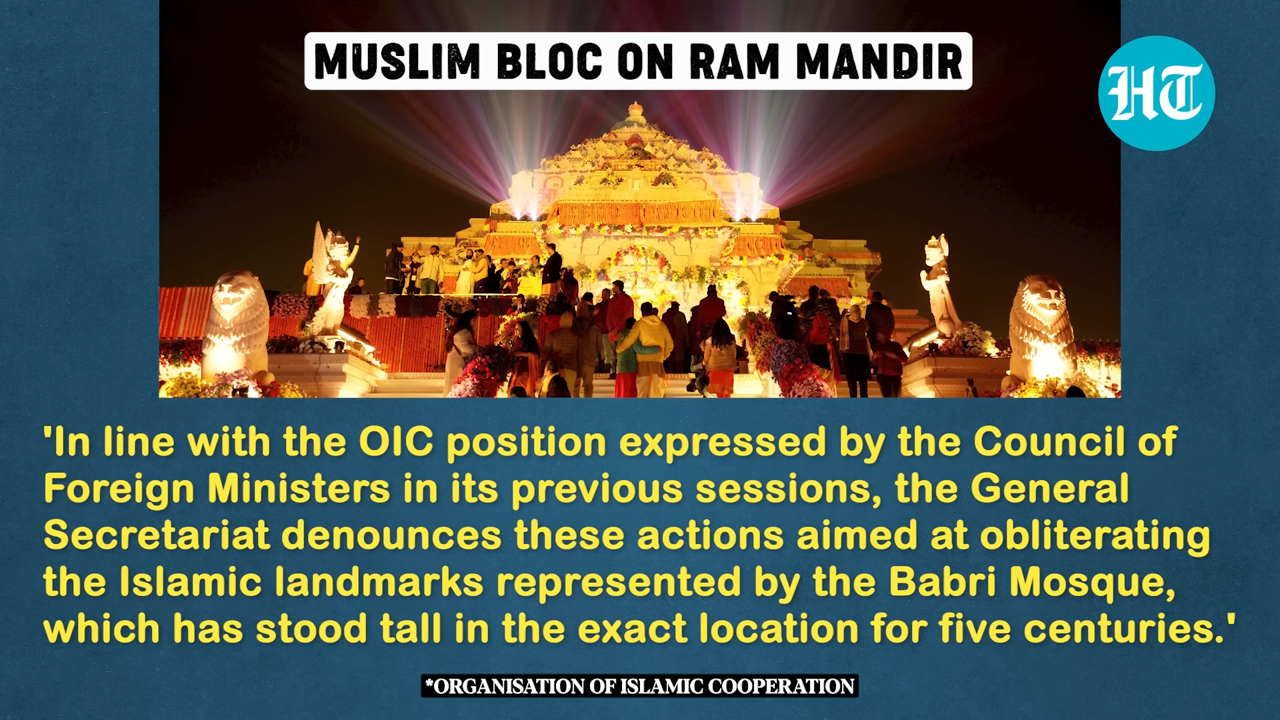 MUSLIM BLOC ON RAM MANDIR
HT
'In line with the OIC position expressed by the Council of
Foreign Ministers in its previous sessions, the General
Secretariat denounces these actions aimed at obliterating
the Islamic landmarks represented by the Babri Mosque,
which has stood tall in the exact location for five centuries.'
*ORGANISATION OF ISLAMIC COOPERATION